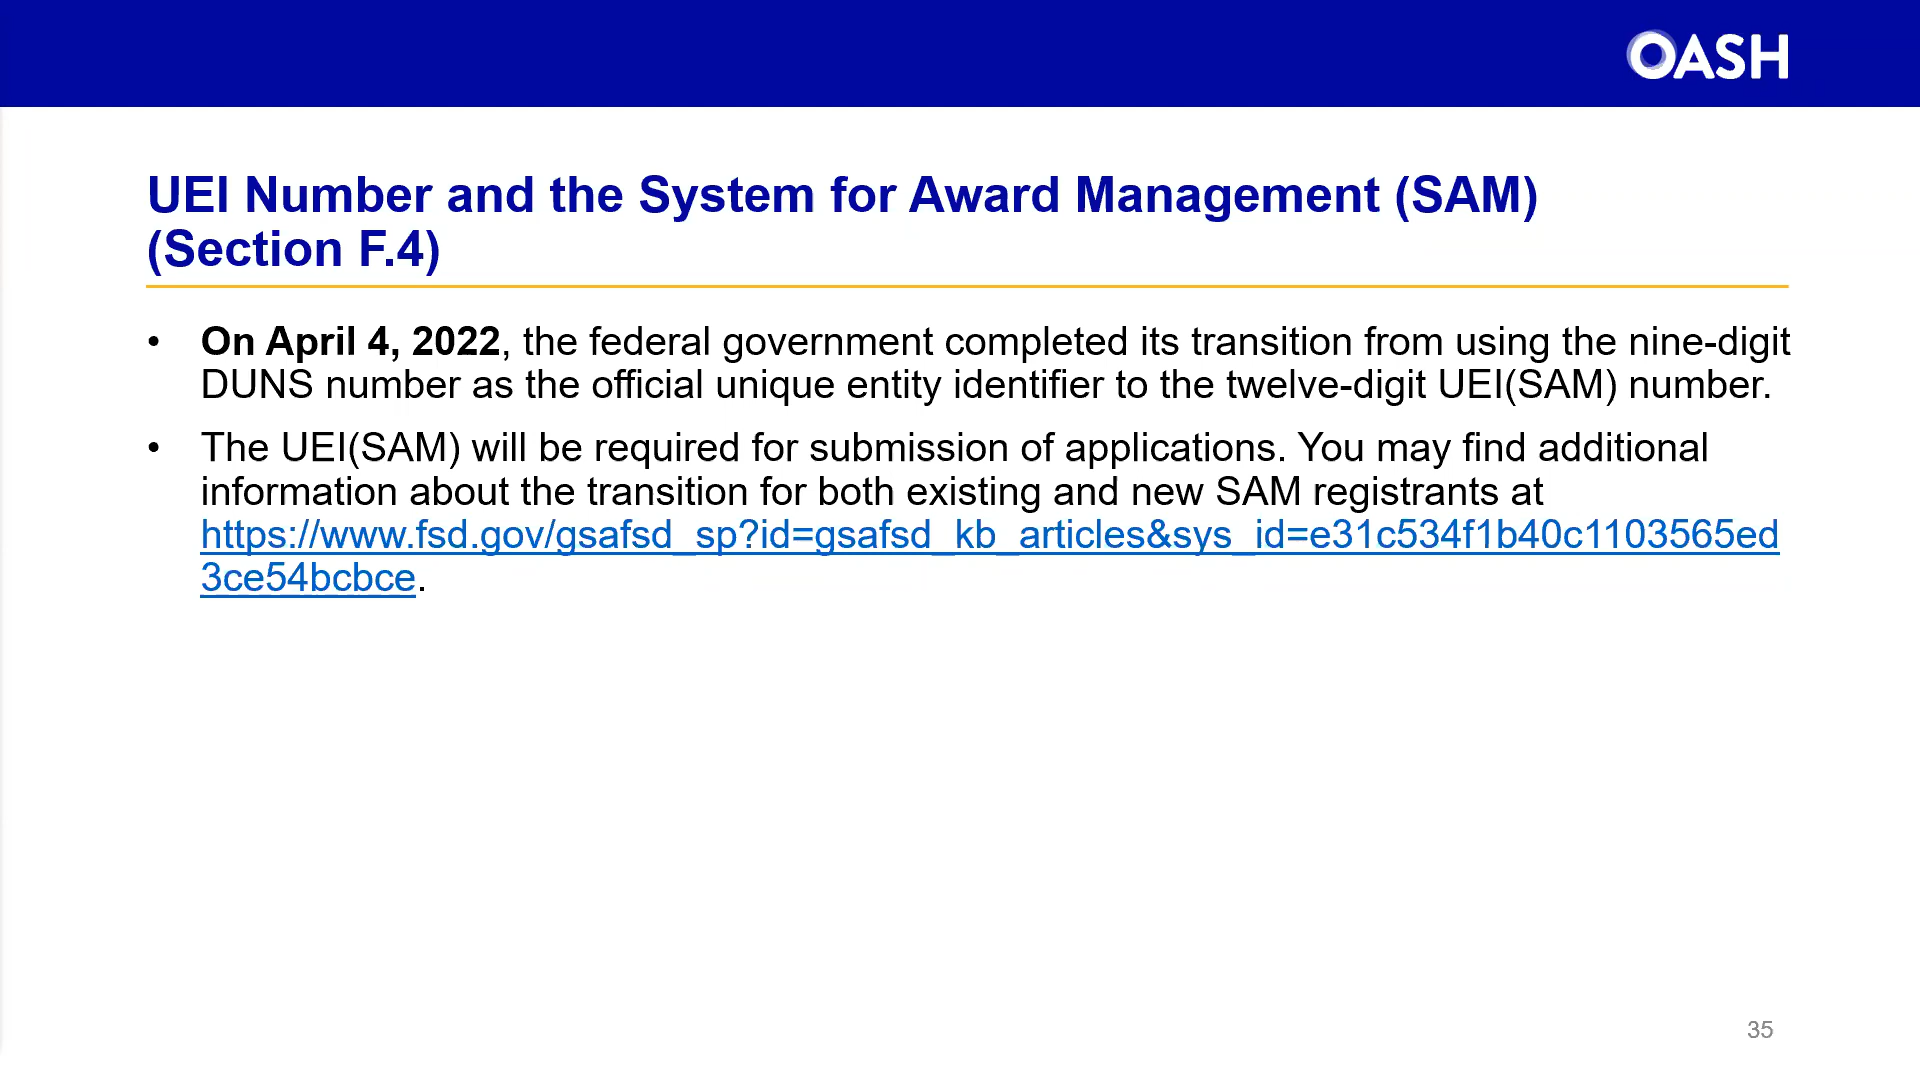 OASH
UEI Number and the System for Award Management (SAM)
(Section F.4)
• On April 4, 2022, the federal government completed its transition from using the nine-digit
DUNS number as the official unique entity identifier to the twelve-digit UEI(SAM) number.
• The UEI(SAM) will be required for submission of applications. You may find additional
information about the transition for both existing and new SAM registrants at
https://www.fsd.gov/gsafsd_sp?id=gsafsd_kb_articles&sys_id=e31c534f1b40c1103565ed
3ce54bcbce.
35